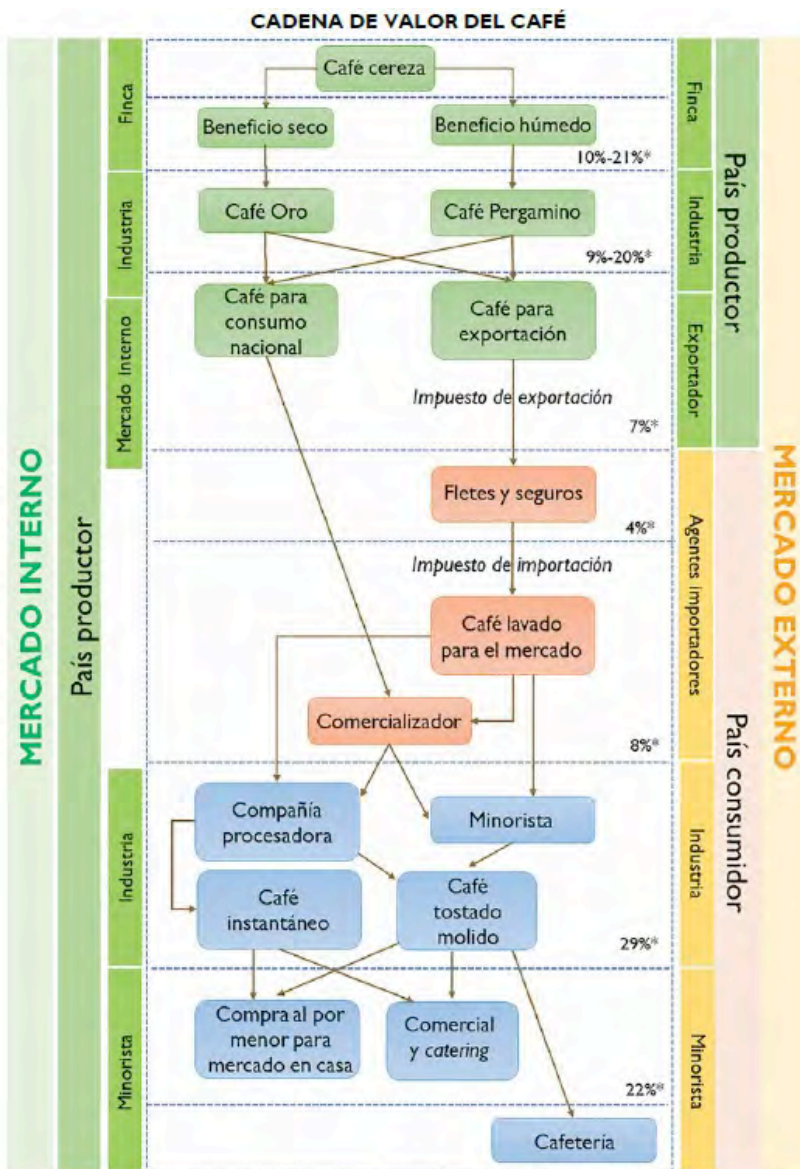 CADENA DE VALOR DEL CAFÉ
MERCADO INTERNO
País productor
Finca
Industria
Mercado Interno
Industria
Minorista
Café cereza
Beneficio seco
Beneficio húmedo
10%-21%*
Café Oro
Café Pergamino
9%-20%*
Café para
consumo
nacional
Café para
exportación
Impuesto de exportación
7%*
Fletes y seguros
4%*
Impuesto de importación
Café lavado
para el mercado
Comercializador
8%*
Compañía
procesadora
Minorista
Café
instantáneo
Café
tostado
molido
29%*
Compra al por
menor para
mercado en casa
Comercial
y catering
22%*
Cafetería
Finca
Industria
Exportador
Agentes importadores
Industria
Minorista
País productor
País consumidor
MERCADO EXTERNO